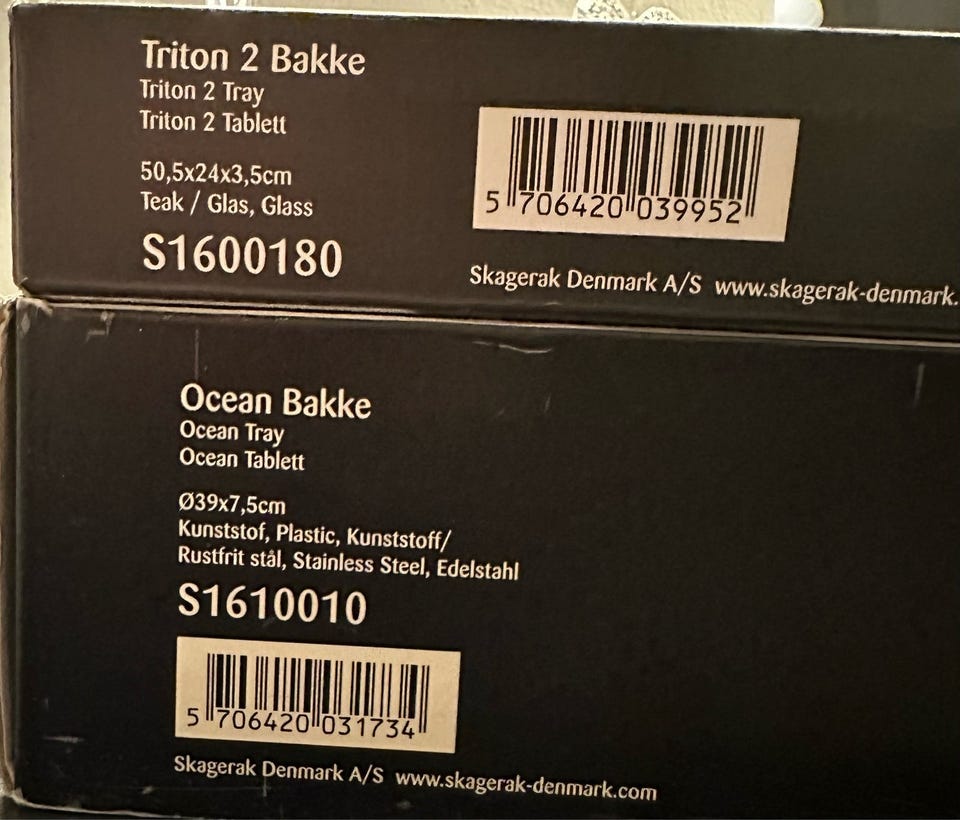 Triton 2 Bakke
Triton 2 Tray
Triton 2 Tablett
50,5x24x3,5cm
Teak / Glas, Glass
S1600180
5 706420 039952
Skagerak Denmark A/S www.skagerak-denmark.
Ocean Bakke
Ocean Tray
Ocean Tablett
Ø39x7,5cm
Kunststof, Plastic, Kunststoff/
Rustfrit stål, Stainless Steel, Edelstahl
S1610010
5 706420 031734
Skagerak Denmark A/S www.skagerak-denmark.com